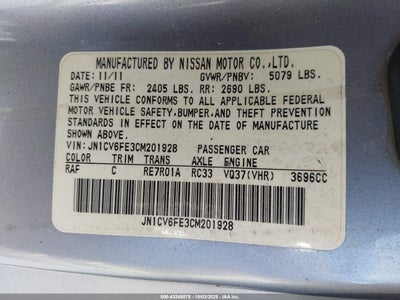 MANUFACTURED BY NISSAN MOTOR CO.,LTD.
DATE: 11/11 GVWR/PNBV: 5079 LBS.
GAWR/PNBE FR: 2405 LBS. RR: 2690 LBS.
THIS VEHICLE CONFORMS TO ALL APPLICABLE FEDERAL
MOTOR VEHICLE SAFETY,BUMPER,AND THEFT PREVENTION
STANDARDS IN EFFECT ON THE DATE OF MANUFACTURE
SHOWN ABOVE.
VIN: JN1CV6FE3CM201928 PASSENGER CAR
COLOR TRIM TRANS AXLE ENGINE
RAF C RE7R01A RC33 VQ37(VHR) 3696CC
JN1CV6FE3CM201928